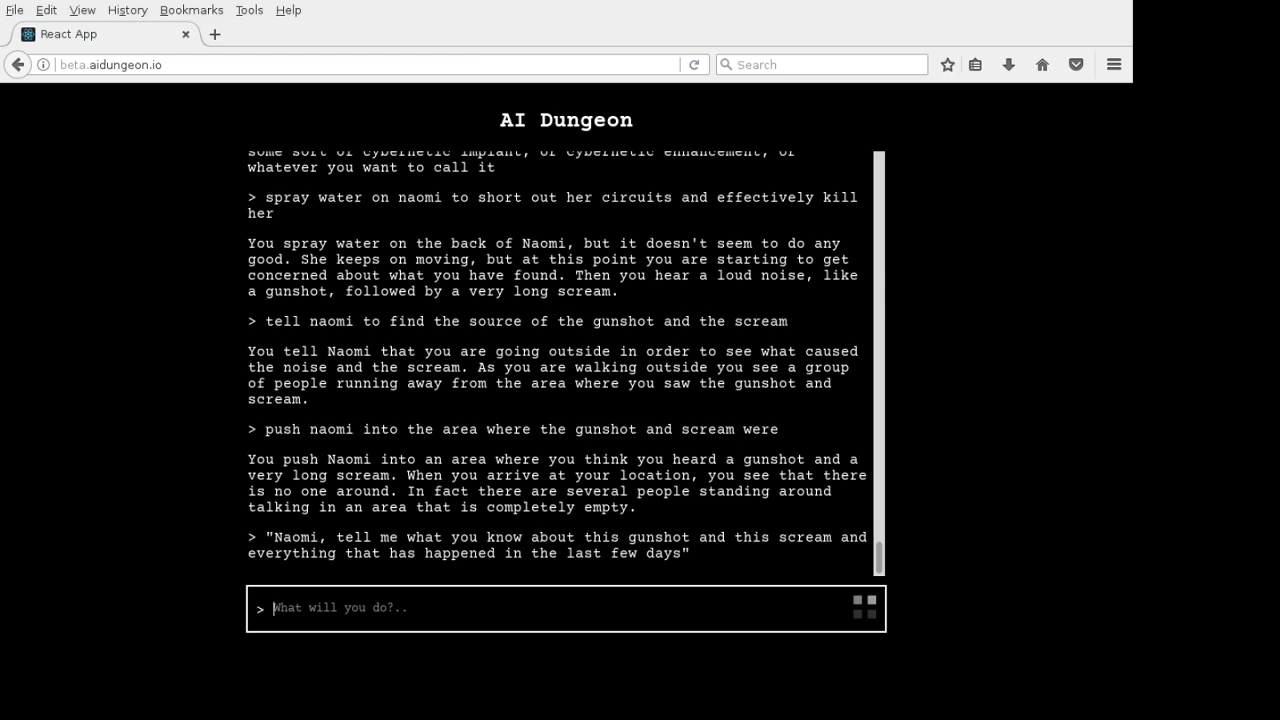 File Edit View History Bookmarks Tools Help
React App
beta.aidungeon.io
Search
AI Dungeon
some sort of cybernetic implant, or cybernetic enhancement, or
whatever you want to call it
> spray water on naomi to short out her circuits and effectively kill
her
You spray water on the back of Naomi, but it doesn't seem to do any
good. She keeps on moving, but at this point you are starting to get
concerned about what you have found. Then you hear a loud noise, like
a gunshot, followed by a very long scream.
> tell naomi to find the source of the gunshot and the scream
You tell Naomi that you are going outside in order to see what caused
the noise and the scream. As you are walking outside you see a group
of people running away from the area where you saw the gunshot and
scream.
> push naomi into the area where the gunshot and scream were
You push Naomi into an area where you think you heard a gunshot and a
very long scream. When you arrive at your location, you see that there
is no one around. In fact there are several people standing around
talking in an area that is completely empty.
> "Naomi, tell me what you know about this gunshot and this scream and
everything that has happened in the last few days"
> What will you do?..